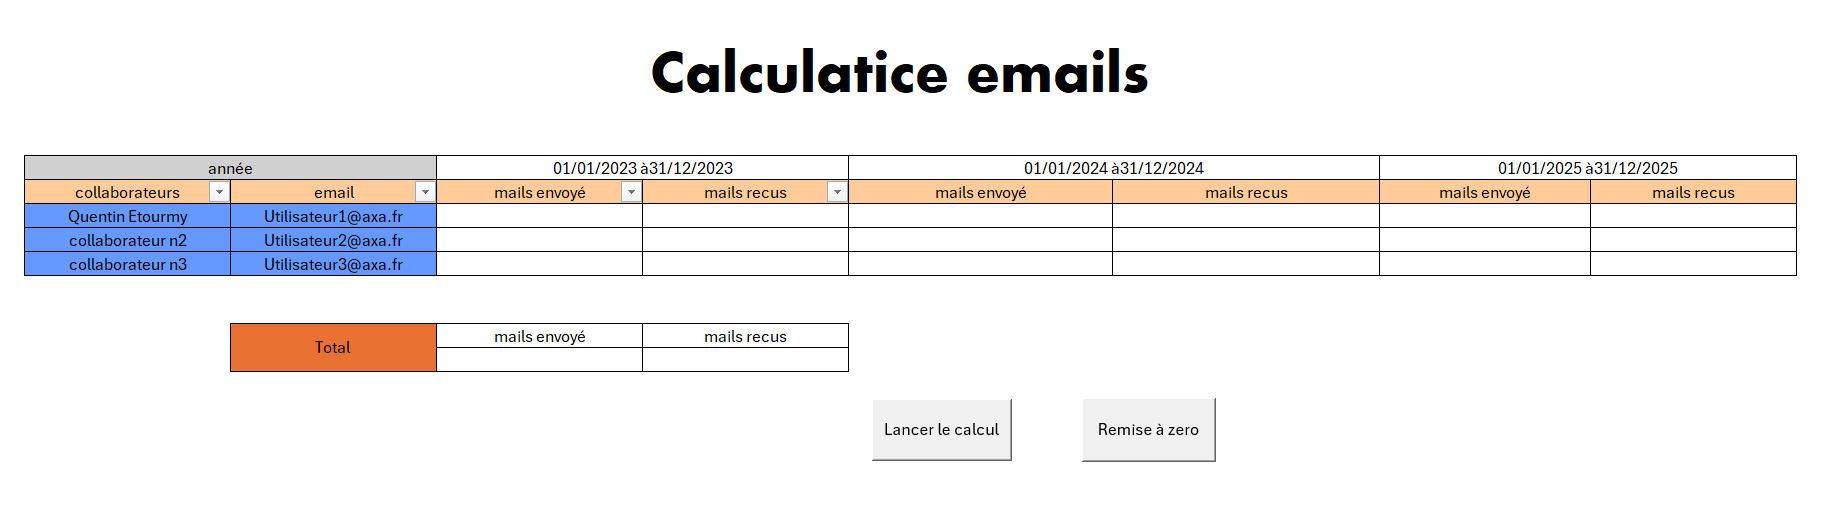 Calculatice emails
année 01/01/2023 à31/12/2023 01/01/2024 à31/12/2024 01/01/2025 à31/12/2025
collaborateurs email mails envoyé mails recus mails envoyé mails recus mails envoyé mails recus
Quentin Etourmy Utilisateur1@axa.fr
collaborateur n2 Utilisateur2@axa.fr
collaborateur n3 Utilisateur3@axa.fr
Total mails envoyé mails recus
Lancer le calcul Remise à zero